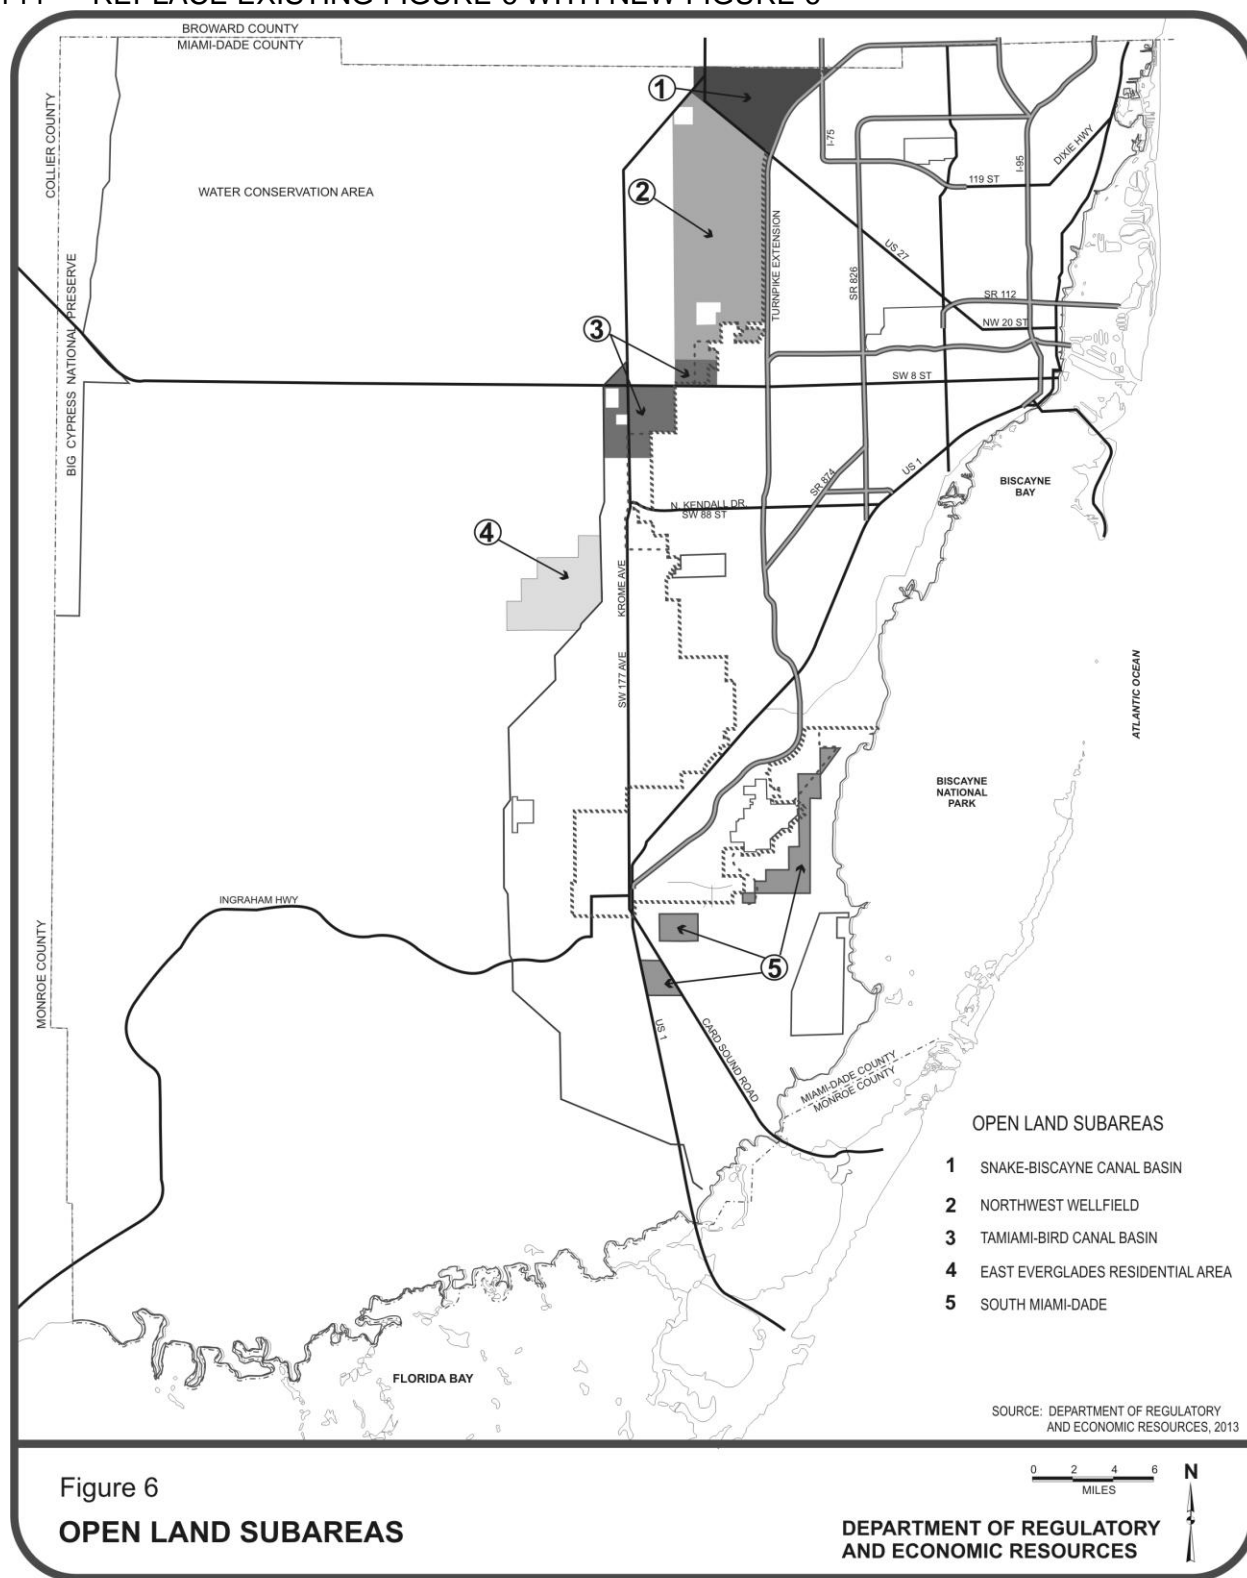 REPLACE EXISTING FIGURE 6 WITH NEW FIGURE 6
BROWARD COUNTY
MIAMI-DADE COUNTY
COLLIER COUNTY
WATER CONSERVATION AREA
BIG CYPRESS NATIONAL PRESERVE
MONROE COUNTY
1
2
3
4
5
I-75
I-95
DIXIE HWY
119 ST
TURNPIKE EXTENSION
US 27
SR 826
SR 112
NW 20 ST
SW 8 ST
US 1
SR 874
N. KENDALL DR.
SW 88 ST
KROME AVE
SW 177 AVE
BISCAYNE
BAY
ATLANTIC OCEAN
BISCAYNE
NATIONAL
PARK
INGRAHAM HWY
US 1
CARD SOUND ROAD
MIAMI-DADE COUNTY
MONROE COUNTY
FLORIDA BAY
OPEN LAND SUBAREAS
1 SNAKE-BISCAYNE CANAL BASIN
2 NORTHWEST WELLFIELD
3 TAMIAMI-BIRD CANAL BASIN
4 EAST EVERGLADES RESIDENTIAL AREA
5 SOUTH MIAMI-DADE
SOURCE: DEPARTMENT OF REGULATORY
AND ECONOMIC RESOURCES, 2013
0 2 4 6
MILES
N
Figure 6
OPEN LAND SUBAREAS
DEPARTMENT OF REGULATORY
AND ECONOMIC RESOURCES